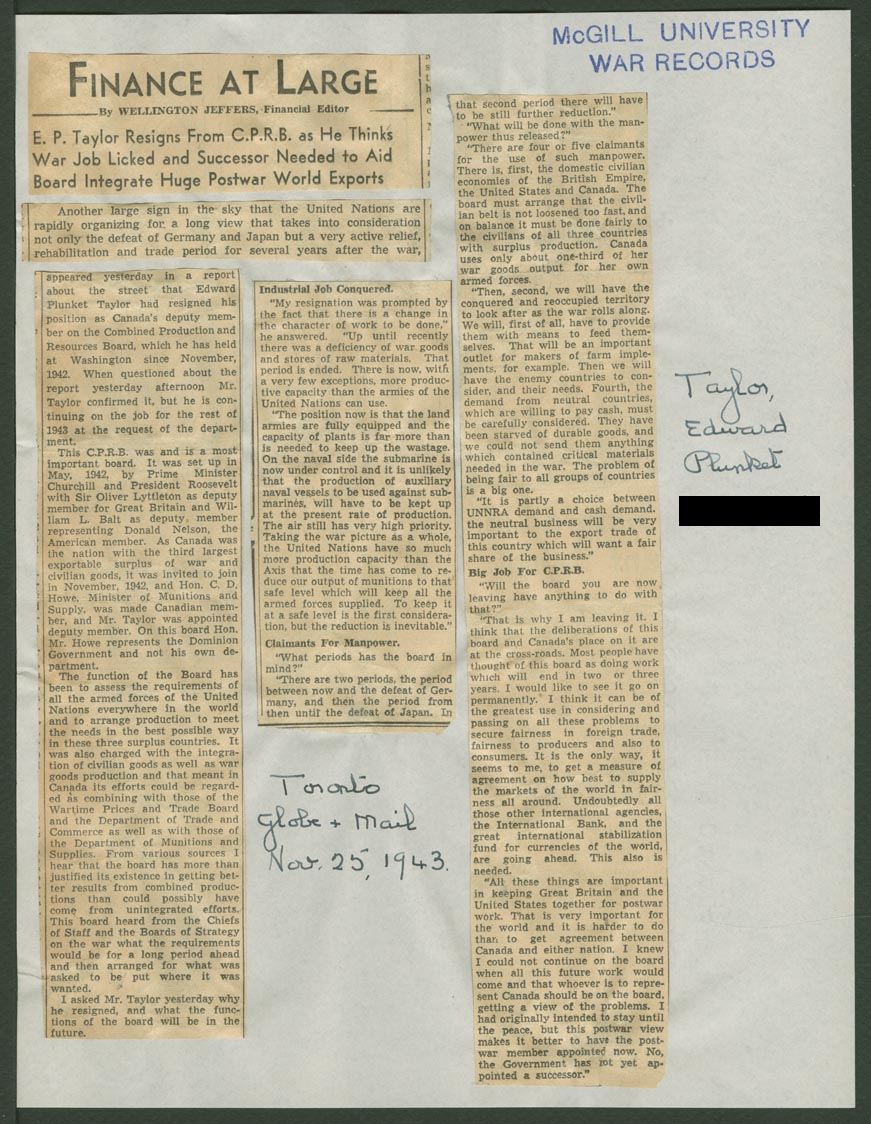 McGILL UNIVERSITY
WAR RECORDS
FINANCE AT LARGE
By WELLINGTON JEFFERS, Financial Editor
E. P. Taylor Resigns From C.P.R.B. as He Thinks
War Job Licked and Successor Needed to Aid
Board Integrate Huge Postwar World Exports
Another large sign in the sky that the United Nations are
rapidly organizing for a long view that takes into consideration
not only the defeat of Germany and Japan but a very active relief,
rehabilitation and trade period for several years after the war,
appeared yesterday in a report
about the street that Edward
Plunket Taylor had resigned his
position as Canada's deputy mem-
ber on the Combined Production and
Resources Board, which he has held
at Washington since November,
1942. When questioned about the
report yesterday afternoon Mr.
Taylor confirmed it, but he is con-
tinuing on the job for the rest of
1943 at the request of the depart-
ment.
This C.P.R.B. was and is a most
important board. It was set up in
May, 1942, by Prime Minister
Churchill and President Roosevelt
with Sir Oliver Lyttleton as deputy
member for Great Britain and Wil-
liam L. Balt as deputy member
representing Donald Nelson, the
American member. As Canada was
the nation with the third largest
exportable surplus of war and
civilian goods, it was invited to join
in November, 1942, and Hon. C. D.
Howe, Minister of Munitions and
Supply, was made Canadian mem-
ber, and Mr. Taylor was appointed
deputy member. On this board Hon.
Mr. Howe represents the Dominion
Government and not his own de-
partment.
The function of the Board has
been to assess the requirements of
all the armed forces of the United
Nations everywhere in the world
and to arrange production to meet
the needs in the best possible way
in these three surplus countries. It
was also charged with the integra-
tion of civilian goods as well as war
goods production and that meant in
Canada its efforts could be regard-
ed as combining with those of the
Wartime Prices and Trade Board
and the Department of Trade and
Commerce as well as with those of
the Department of Munitions and
Supplies. From various sources I
hear that the board has more than
justified its existence in getting bet-
ter results from combined produc-
tions than could possibly have
come from unintegrated efforts.
This board heard from the Chiefs
of Staff and the Boards of Strategy
on the war what the requirements
would be for a long period ahead
and then arranged for what was
asked to be put where it was
wanted.
I asked Mr. Taylor yesterday why
he resigned, and what the func-
tions of the board will be in the
future.
Industrial Job Conquered.
"My resignation was prompted by
the fact that there is a change in
the character of work to be done,"
he answered. "Up until recently
there was a deficiency of war goods
and stores of raw materials. That
period is ended. There is now, with
a very few exceptions, more produc-
tive capacity than the armies of the
United Nations can use.
"The position now is that the land
armies are fully equipped and the
capacity of plants is far more than
is needed to keep up the wastage.
On the naval side the submarine is
now under control and it is unlikely
that the production of auxiliary
naval vessels to be used against sub-
marines, will have to be kept up
at the present rate of production.
The air still has very high priority.
Taking the war picture as a whole,
the United Nations have so much
more production capacity than the
Axis that the time has come to re-
duce our output of munitions to that
safe level which will keep all the
armed forces supplied. To keep it
at a safe level is the first considera-
tion, but the reduction is inevitable."
Claimants For Manpower.
"What periods has the board in
mind?"
"There are two periods, the period
between now and the defeat of Ger-
many, and then the period from
then until the defeat of Japan. In
that second period there will have
to be still further reduction."
"What will be done with the man-
power thus released?"
"There are four or five claimants
for the use of such manpower.
There is, first, the domestic civilian
economies of the British Empire,
the United States and Canada. The
board must arrange that the civil-
ian belt is not loosened too fast, and
on balance it must be done fairly to
the civilians of all three countries
with surplus production. Canada
uses only about one-third of her
war goods output for her own
armed forces.
"Then, second, we will have the
conquered and reoccupied territory
to look after as the war rolls along.
We will, first of all, have to provide
them with means to feed them-
selves. That will be an important
outlet for makers of farm imple-
ments, for example. Then we will
have the enemy countries to con-
sider, and their needs. Fourth, the
demand from neutral countries,
which are willing to pay cash, must
be carefully considered. They have
been starved of durable goods, and
we could not send them anything
which contained critical materials
needed in the war. The problem of
being fair to all groups of countries
is a big one.
"It is partly a choice between
UNNRA demand and cash demand.
the neutral business will be very
important to the export trade of
this country which will want a fair
share of the business."
Big Job For C.P.R.B.
"Will the board you are now
leaving have anything to do with
that?"
"That is why I am leaving it. I
think that the deliberations of this
board and Canada's place on it are
at the cross-roads. Most people have
thought of this board as doing work
which will end in two or three
years. I would like to see it go on
permanently. I think it can be of
the greatest use in considering and
passing on all these problems to
secure fairness in foreign trade,
fairness to producers and also to
consumers. It is the only way, it
seems to me, to get a measure of
agreement on how best to supply
the markets of the world in fair-
ness all around. Undoubtedly all
those other international agencies,
the International Bank, and the
great international stabilization
fund for currencies of the world,
are going ahead. This also is
needed.
"All these things are important
in keeping Great Britain and the
United States together for postwar
work. That is very important for
the world and it is harder to do
than to get agreement between
Canada and either nation. I knew
I could not continue on the board
when all this future work would
come and that whoever is to repre-
sent Canada should be on the board,
getting a view of the problems. I
had originally intended to stay until
the peace, but this postwar view
makes it better to have the post-
war member appointed now. No,
the Government has not yet ap-
pointed a successor."
Taylor,
Edward
Plunket
Toronto
Globe + Mail
Nov. 25, 1943.